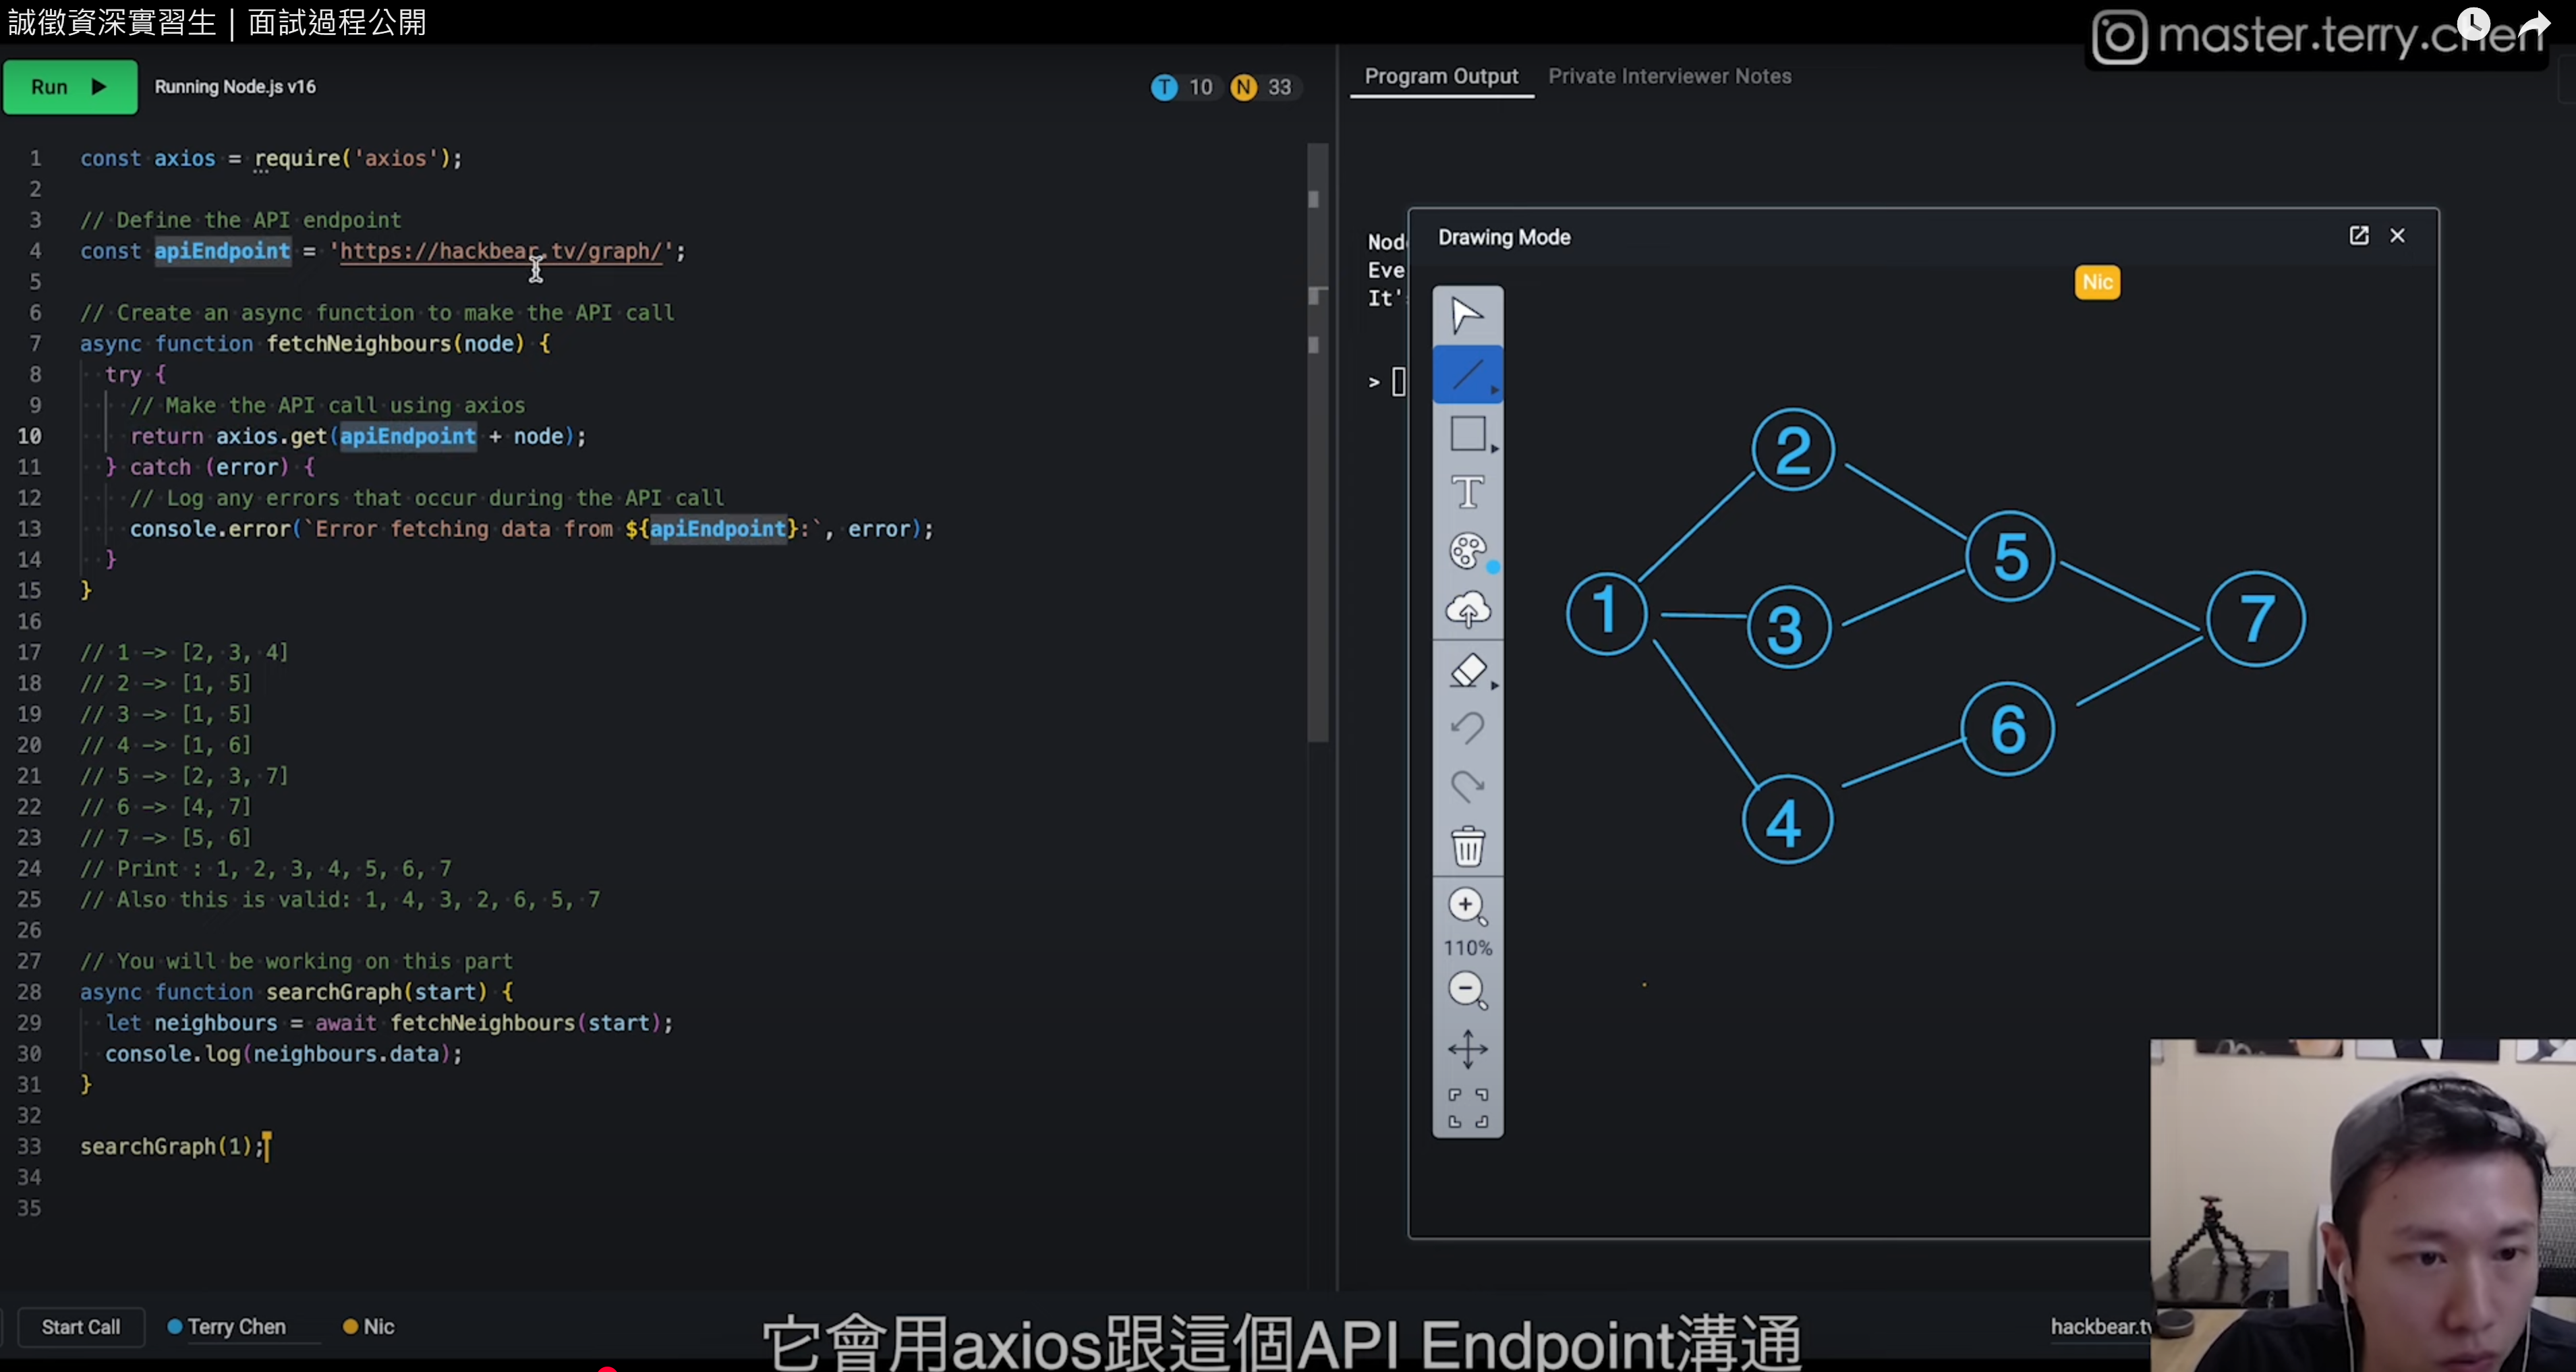 誠徵資深實習生 | 面試過程公開
master.terry.chen
Run
Running Node.js v16
T 10 N 33
Program Output
Private Interviewer Notes
1 const axios = require('axios');
2
3 // Define the API endpoint
4 const apiEndpoint = 'https://hackbear.tv/graph/';
5
6 // Create an async function to make the API call
7 async function fetchNeighbours(node) {
8 try {
9 // Make the API call using axios
10 return axios.get(apiEndpoint + node);
11 } catch (error) {
12 // Log any errors that occur during the API call
13 console.error(`Error fetching data from ${apiEndpoint}:`, error);
14 }
15 }
16
17 // 1 -> [2, 3, 4]
18 // 2 -> [1, 5]
19 // 3 -> [1, 5]
20 // 4 -> [1, 6]
21 // 5 -> [2, 3, 7]
22 // 6 -> [4, 7]
23 // 7 -> [5, 6]
24 // Print : 1, 2, 3, 4, 5, 6, 7
25 // Also this is valid: 1, 4, 3, 2, 6, 5, 7
26
27 // You will be working on this part
28 async function searchGraph(start) {
29 let neighbours = await fetchNeighbours(start);
30 console.log(neighbours.data);
31 }
32
33 searchGraph(1);
34
35
Nod
Eve
It'
>
Drawing Mode
Nic
T
110%
2
5
1
3
7
6
4
Start Call
Terry Chen
Nic
hackbear.tv
它會用axios跟這個API Endpoint溝通